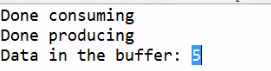 Done consuming
Done producing
Data in the buffer: 5